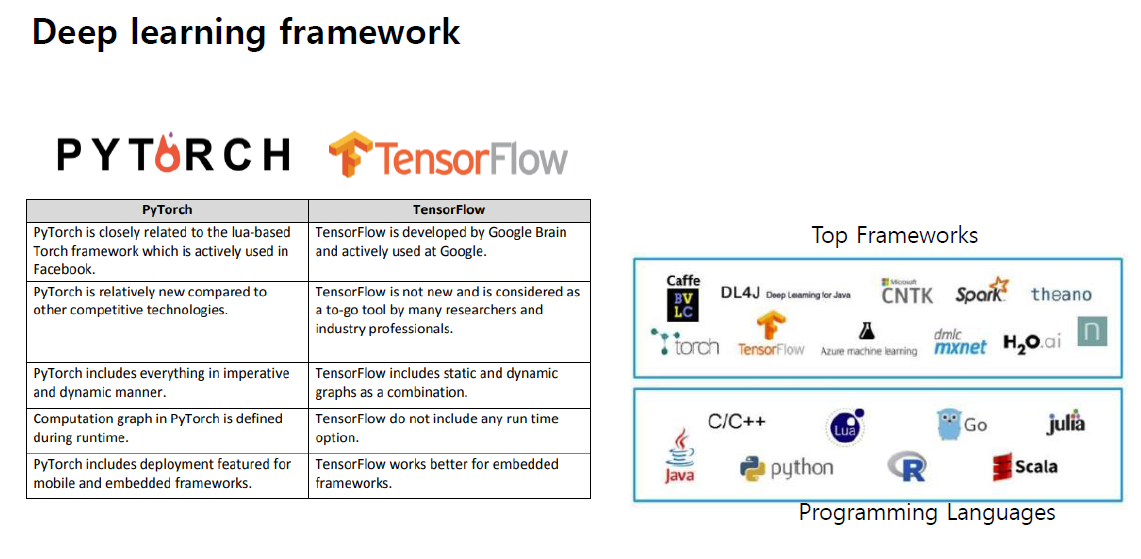 Deep learning framework
PYTORCH
TensorFlow
PyTorch
TensorFlow
PyTorch is closely related to the lua-based
Torch framework which is actively used in
Facebook.
TensorFlow is developed by Google Brain
and actively used at Google.
PyTorch is relatively new compared to
other competitive technologies.
TensorFlow is not new and is considered as
a to-go tool by many researchers and
industry professionals.
PyTorch includes everything in imperative
and dynamic manner.
TensorFlow includes static and dynamic
graphs as a combination.
Computation graph in PyTorch is defined
during runtime.
TensorFlow do not include any run time
option.
PyTorch includes deployment featured for
mobile and embedded frameworks.
TensorFlow works better for embedded
frameworks.
Top Frameworks
Caffe
BV
LC
DL4J Deep Learning for Java
Microsoft
CNTK
Spark
theano
torch
TensorFlow
Azure machine learning
dmlc
mxnet
H2O.ai
n
C/C++
Lua
Go
julia
Java
python
R
Scala
Programming Languages